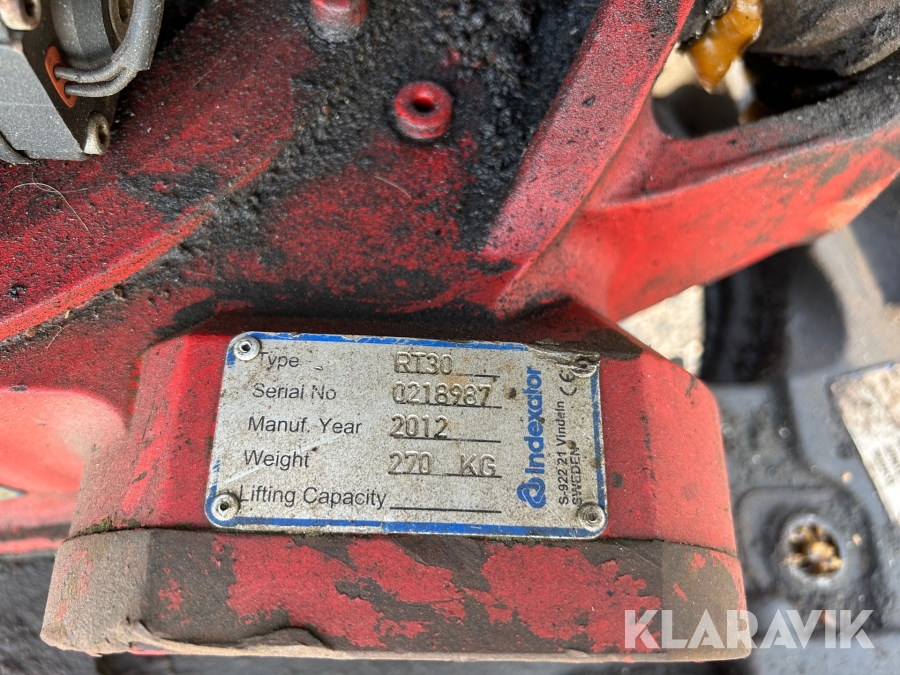 Type RT30
Serial No 0218987
Manuf. Year 2012
Weight 270 KG
Lifting Capacity
Indexator
S-922 21 Vindeln
SWEDEN
CE
KLARAVIK